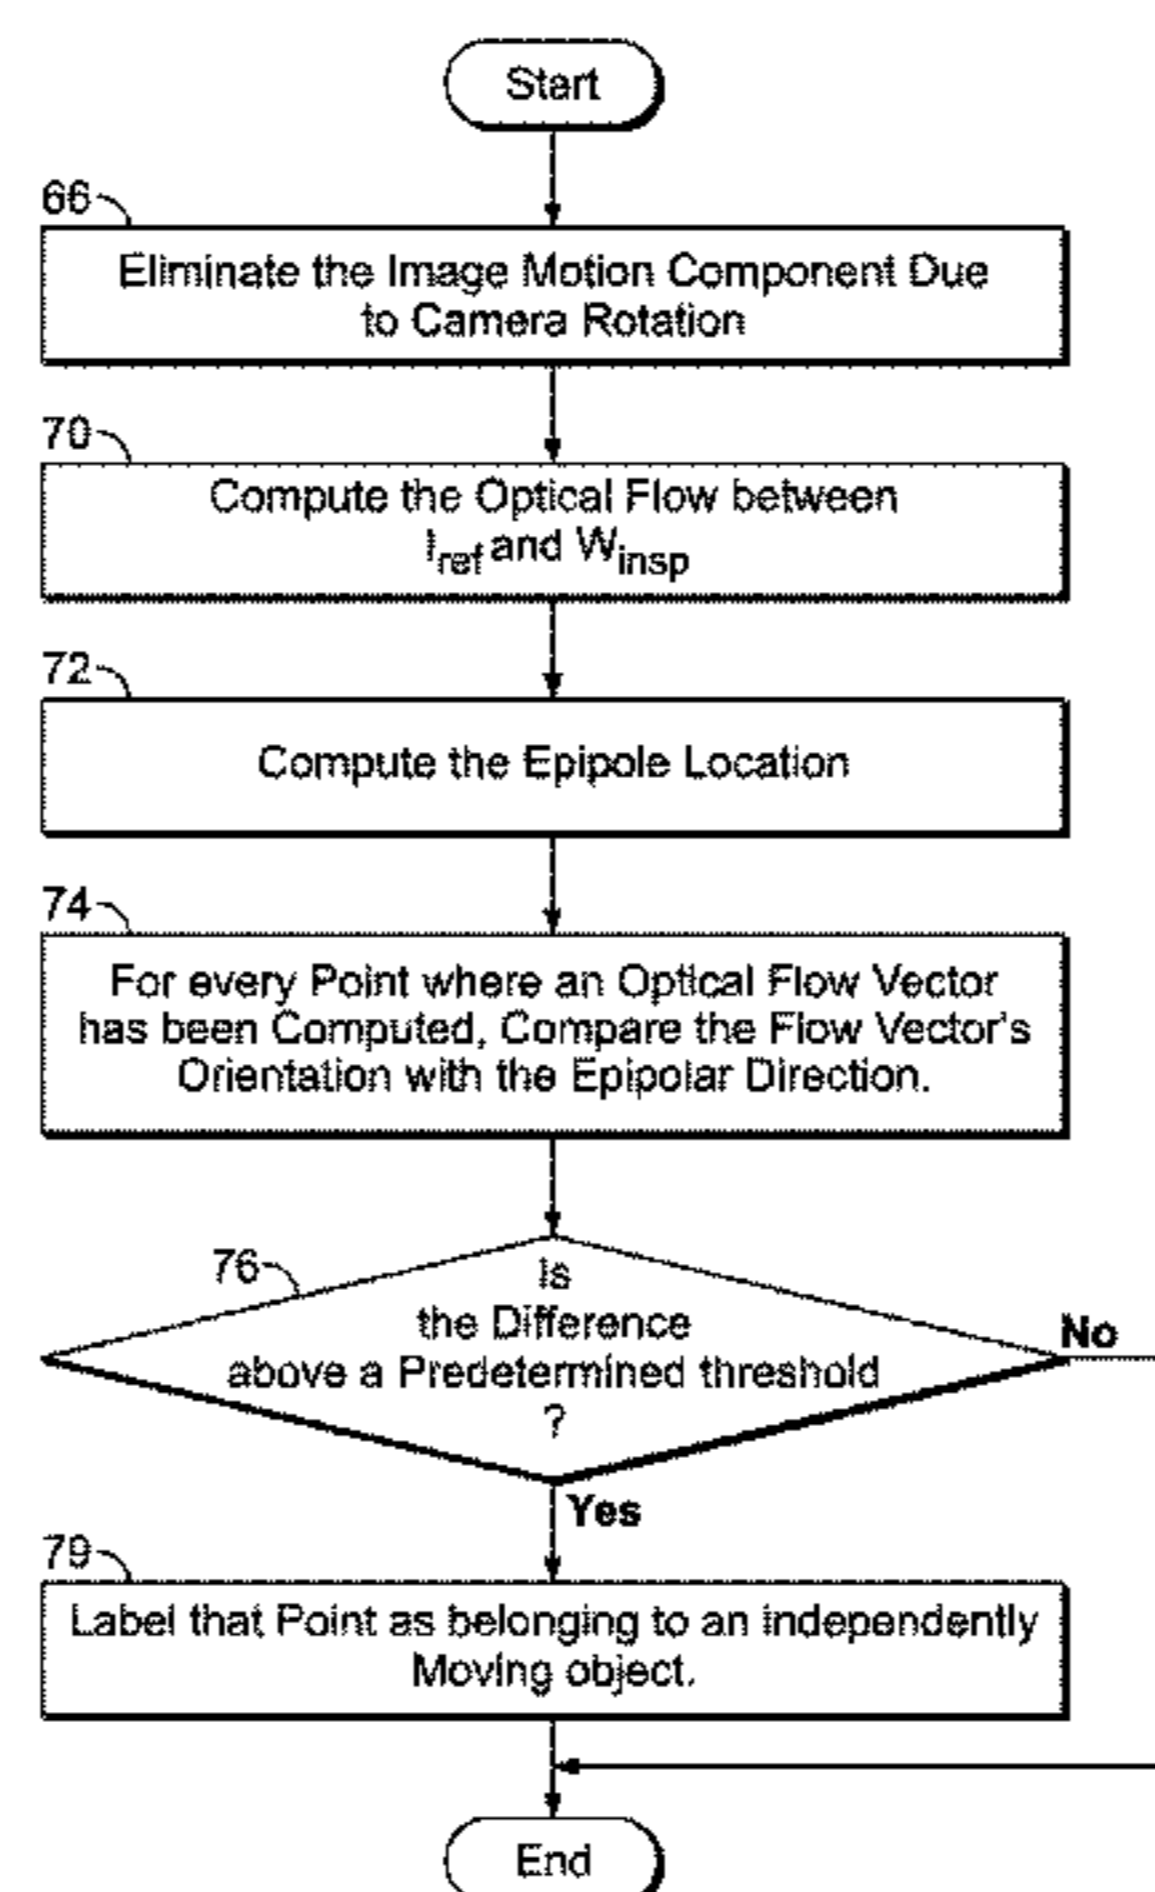 Start
66
Eliminate the Image Motion Component Due
to Camera Rotation
70
Compute the Optical Flow between
Iref and Winsp
72
Compute the Epipole Location
74
For every Point where an Optical Flow Vector
has been Computed, Compare the Flow Vector's
Orientation with the Epipolar Direction.
76
Is
the Difference
above a Predetermined threshold
?
No
Yes
79
Label that Point as belonging to an independently
Moving object.
End